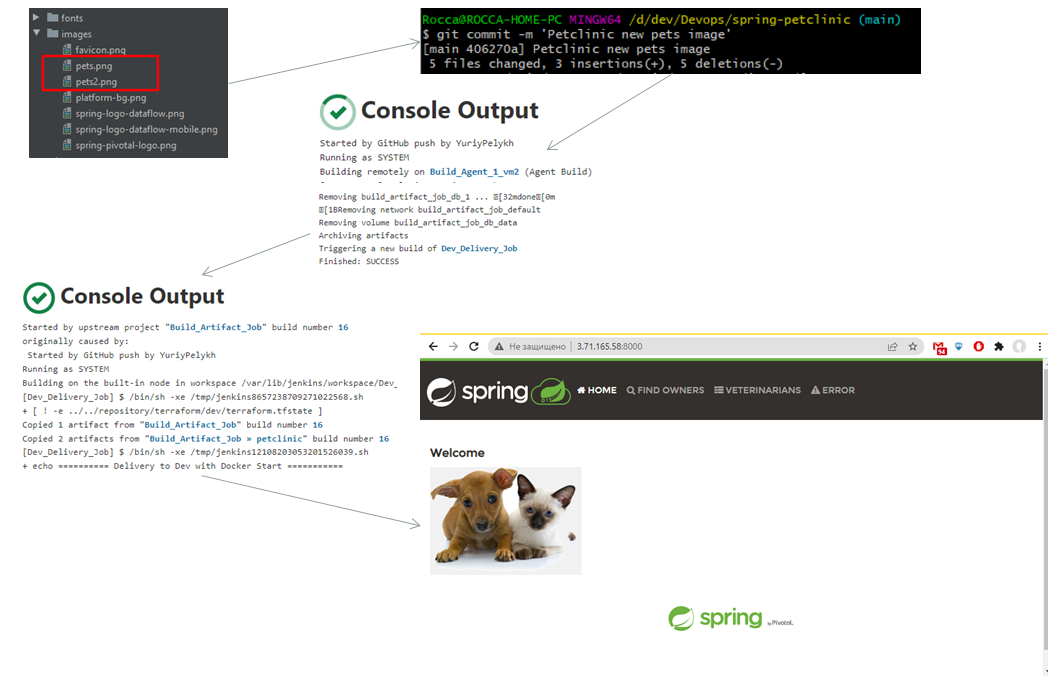 fonts
images
favicon.png
pets.png
pets2.png
platform-bg.png
spring-logo-dataflow.png
spring-logo-dataflow-mobile.png
spring-pivotal-logo.png
Rocca@ROCCA-HOME-PC MINGW64 /d/dev/Devops/spring-petclinic (main)
$ git commit -m 'Petclinic new pets image'
[main 406270a] Petclinic new pets image
5 files changed, 3 insertions(+), 5 deletions(-)
Console Output
Started by GitHub push by YuriyPelykh
Running as SYSTEM
Building remotely on Build_Agent_1_vm2 (Agent Build)
Removing build_artifact_job_db_1 ... [32mdone[0m
[1BRemoving network build_artifact_job_default
Removing volume build_artifact_job_db_data
Archiving artifacts
Triggering a new build of Dev_Delivery_Job
Finished: SUCCESS
Console Output
Started by upstream project "Build_Artifact_Job" build number 16
originally caused by:
Started by GitHub push by YuriyPelykh
Running as SYSTEM
Building on the built-in node in workspace /var/lib/jenkins/workspace/Dev_
[Dev_Delivery_Job] $ /bin/sh -xe /tmp/jenkins8657238709271022568.sh
+ [ ! -e ../../repository/terraform/dev/terraform.tfstate ]
Copied 1 artifact from "Build_Artifact_Job" build number 16
Copied 2 artifacts from "Build_Artifact_Job » petclinic" build number 16
[Dev_Delivery_Job] $ /bin/sh -xe /tmp/jenkins12108203053201526039.sh
+ echo ========== Delivery to Dev with Docker Start ===========
Не защищено | 3.71.165.58:8000
54
spring HOME FIND OWNERS VETERINARIANS ERROR
Welcome
spring by Pivotal.